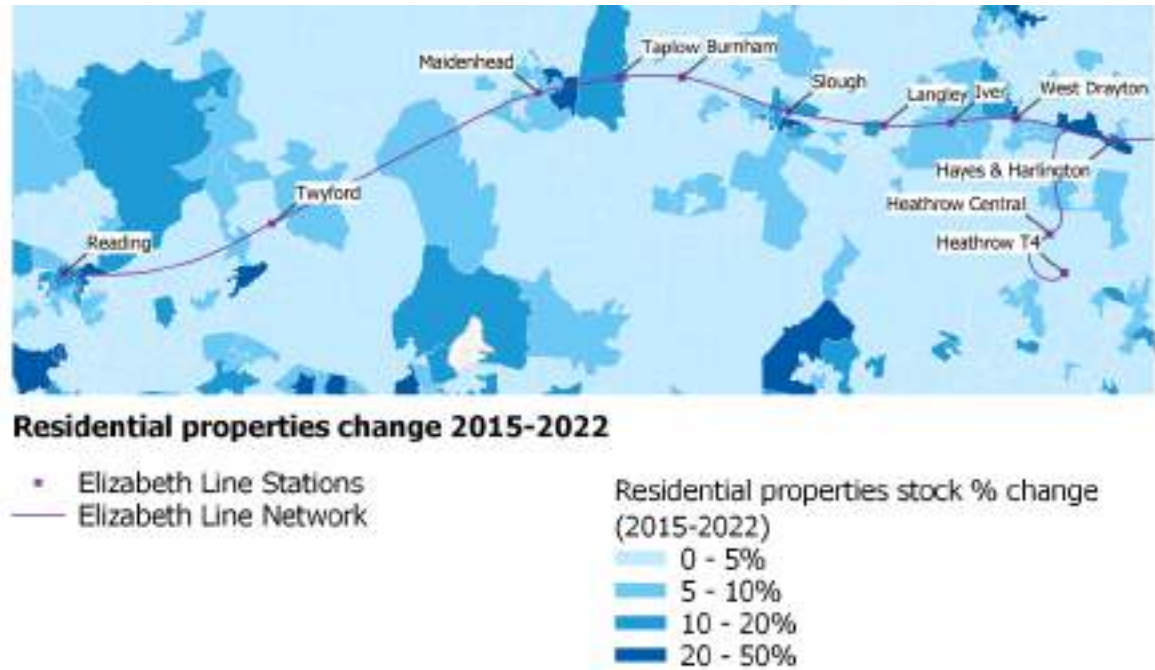 Maidenhead
Taplow
Burnham
Slough
Langley
Iver
West Drayton
Hayes & Harlington
Twyford
Heathrow Central
Reading
Heathrow T4
Residential properties change 2015-2022
Elizabeth Line Stations
Elizabeth Line Network
Residential properties stock % change
(2015-2022)
0 - 5%
5 - 10%
10 - 20%
20 - 50%